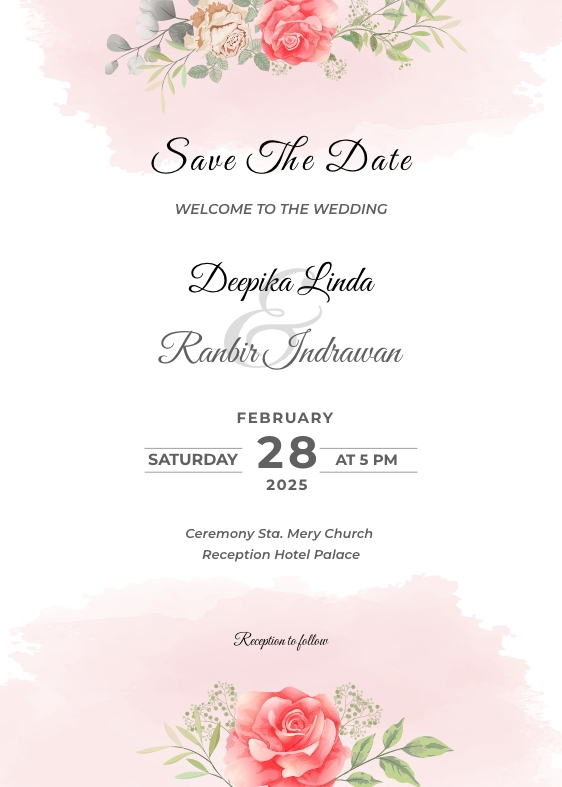 Save The Date
WELCOME TO THE WEDDING
Deepika Linda
&
Ranbir Indrawan
FEBRUARY
SATURDAY 28 AT 5 PM
2025
Ceremony Sta. Mery Church
Reception Hotel Palace
Reception to follow